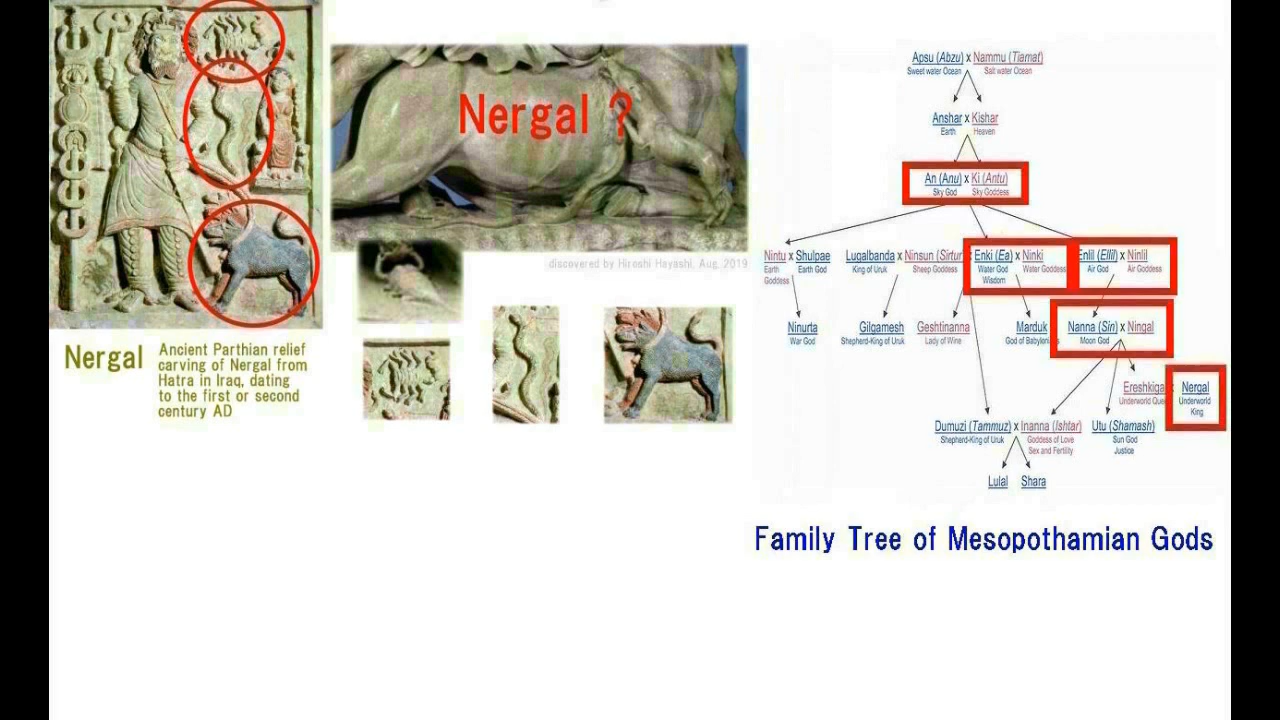 Nergal ?
discovered by Hiroshi Hayashi, Aug. 2019
Nergal
Ancient Parthian relief
carving of Nergal from
Hatra in Iraq, dating
to the first or second
century AD
Apsu (Abzu) x Nammu (Tiamat)
Sweet water Ocean Salt water Ocean
Anshar x Kishar
Earth Heaven
An (Anu) x Ki (Antu)
Sky God Sky Goddess
Nintu x Shulpae Lugalbanda x Ninsun (Sirtur) Enki (Ea) x Ninki Enlil (Ellil) x Ninlil
Earth Goddess Earth God King of Uruk Sheep Goddess Water God Wisdom Water Goddess Air God Air Goddess
Ninurta Gilgamesh Geshtinanna Marduk Nanna (Sin) x Ningal
War God Shepherd-King of Uruk Lady of Wine God of Babylonians Moon God
Ereshkigal Nergal
Underworld Queen Underworld King
Dumuzi (Tammuz) x Inanna (Ishtar) Utu (Shamash)
Shepherd-King of Uruk Goddess of Love Sex and Fertility Sun God Justice
Lulal Shara
Family Tree of Mesopothamian Gods